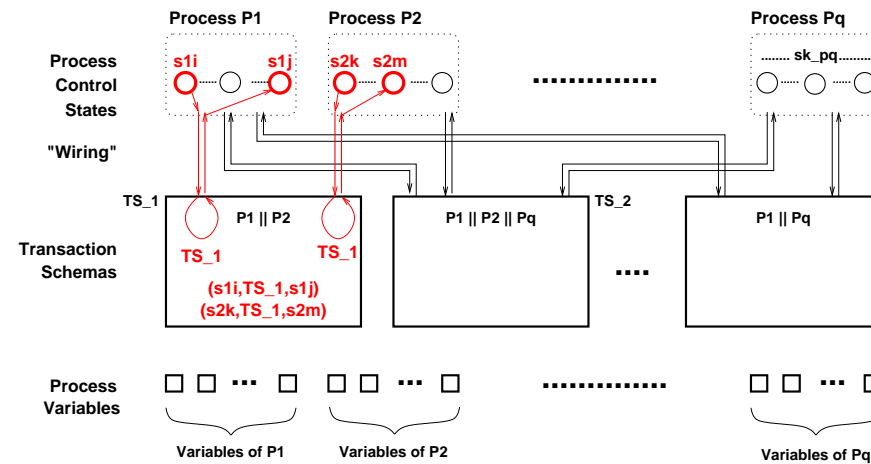 Process P1
Process P2
Process Pq
Process
Control
States
s1i
s1j
s2k
s2m
sk_pq
"Wiring"
TS_1
P1 || P2
P1 || P2 || Pq
TS_2
P1 || Pq
TS_1
TS_1
Transaction
Schemas
(s1i,TS_1,s1j)
(s2k,TS_1,s2m)
Process
Variables
Variables of P1
Variables of P2
Variables of Pq